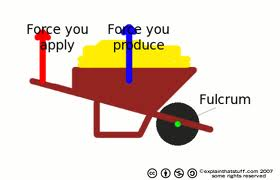 Force you
apply
Force you
produce
Fulcrum
©explainthatstuff.com 2007
some rights reserved